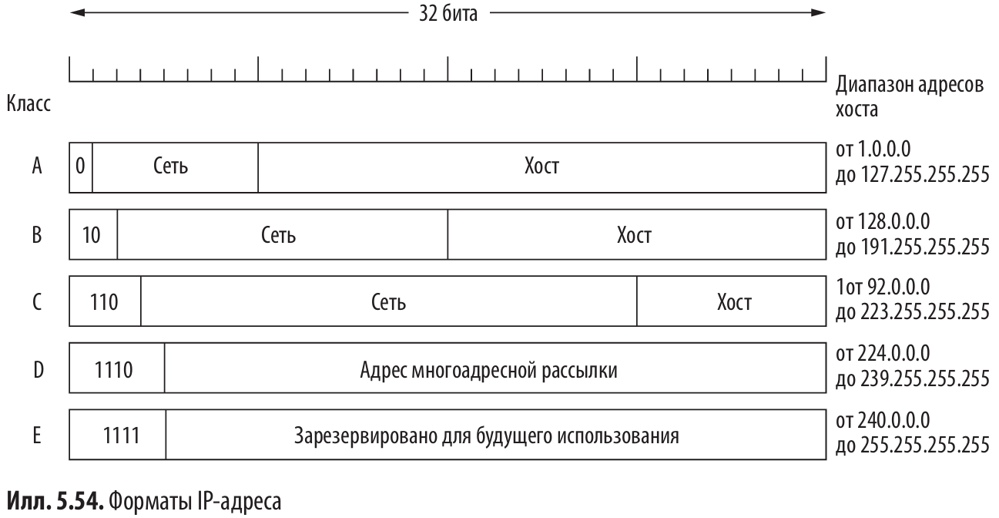 32 бита
Диапазон адресов
хоста
Класс
A 0 Сеть Хост от 1.0.0.0
до 127.255.255.255
B 10 Сеть Хост от 128.0.0.0
до 191.255.255.255
C 110 Сеть Хост 1от 92.0.0.0
до 223.255.255.255
D 1110 Адрес многоадресной рассылки от 224.0.0.0
до 239.255.255.255
E 1111 Зарезервировано для будущего использования от 240.0.0.0
до 255.255.255.255
Илл. 5.54. Форматы IP-адреса